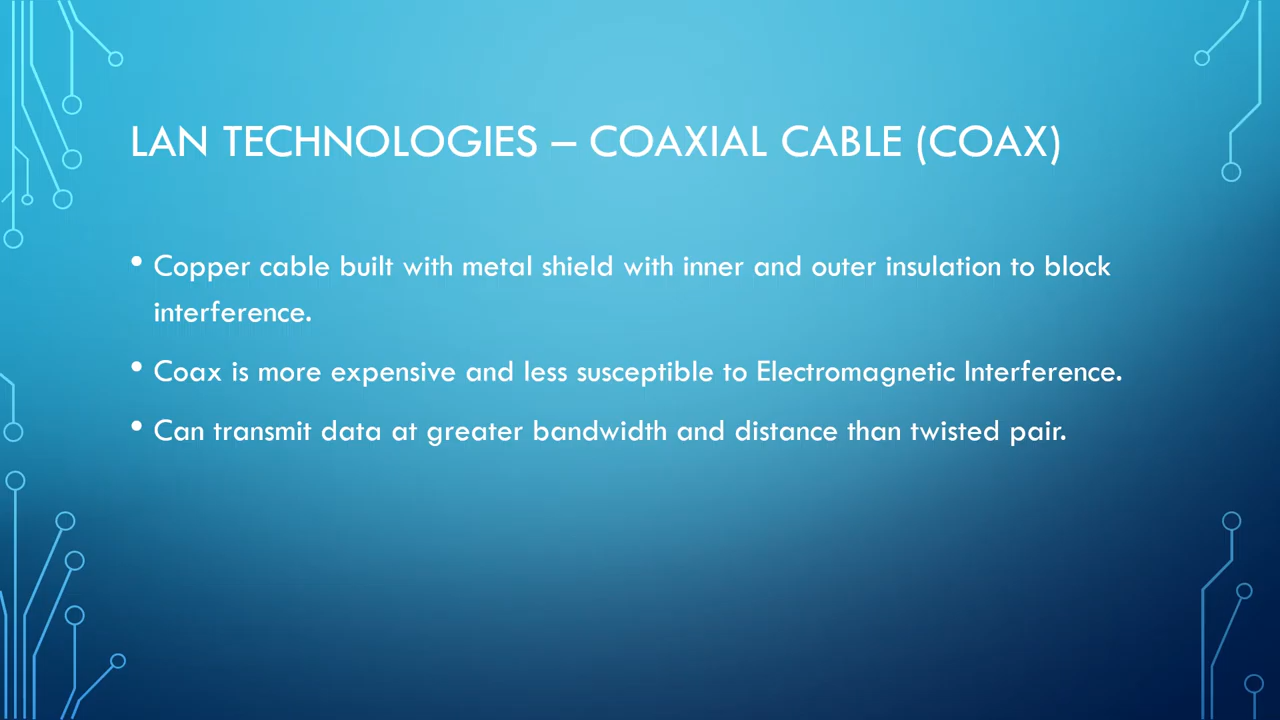 LAN TECHNOLOGIES – COAXIAL CABLE (COAX)
• Copper cable built with metal shield with inner and outer insulation to block
interference.
• Coax is more expensive and less susceptible to Electromagnetic Interference.
• Can transmit data at greater bandwidth and distance than twisted pair.